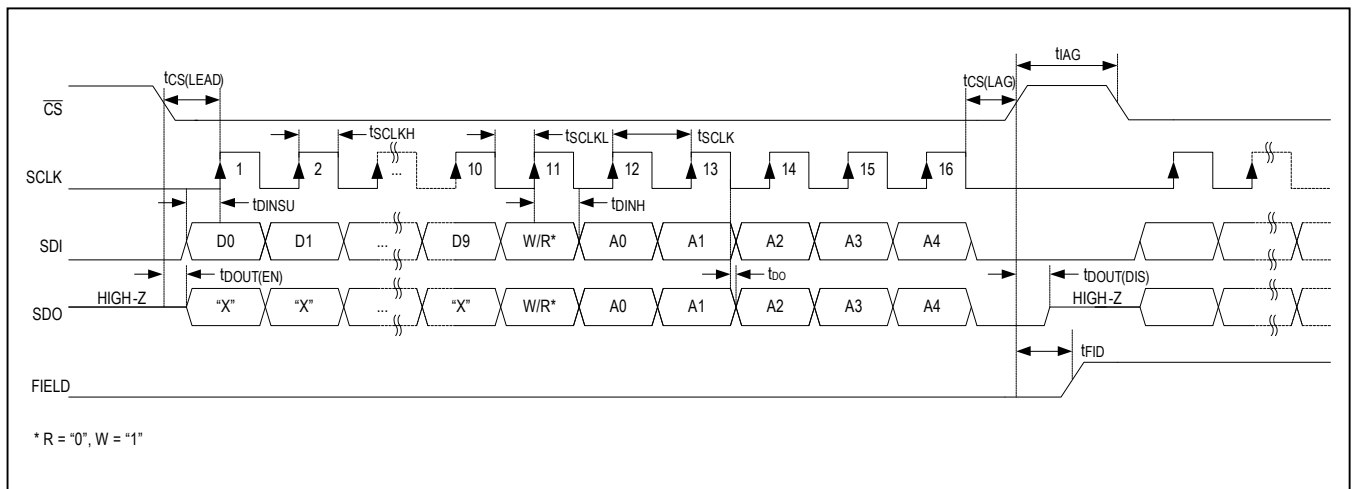 tCS(LEAD)
tIAG
tCS(LAG)
CS
tSCLKH
tSCLKL
tSCLK
SCLK
1 2 ... 10 11 12 13 14 15 16
tDINSU
tDINH
SDI
D0 D1 ... D9 W/R* A0 A1 A2 A3 A4
tDOUT(EN)
tDO
tDOUT(DIS)
HIGH-Z
HIGH-Z
SDO
“X” “X” ... “X” W/R* A0 A1 A2 A3 A4
tFID
FIELD
* R = “0”, W = “1”